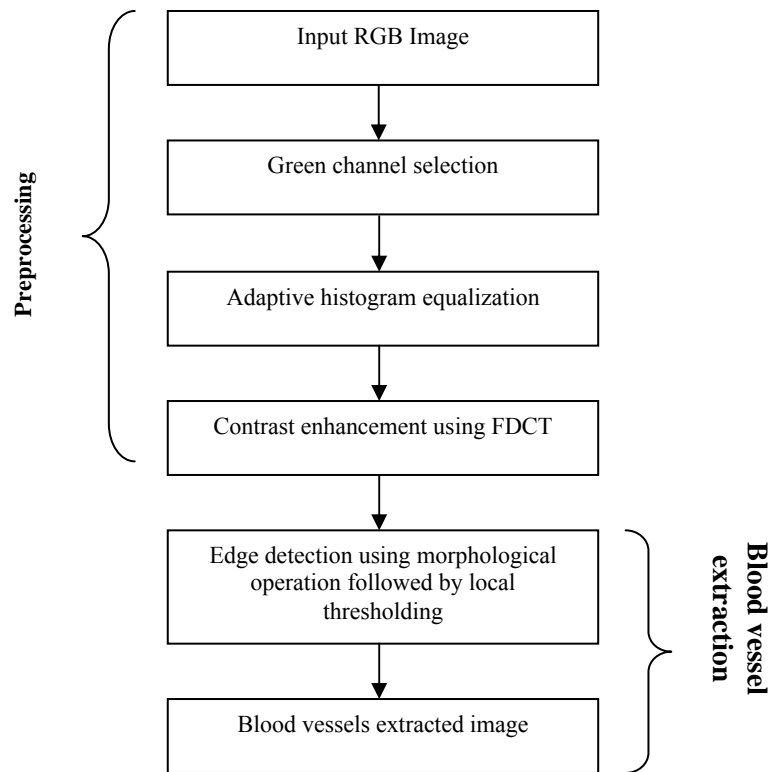 Input RGB Image
Green channel selection
Preprocessing
Adaptive histogram equalization
Contrast enhancement using FDCT
Edge detection using morphological
operation followed by local
thresholding
Blood vessel
extraction
Blood vessels extracted image